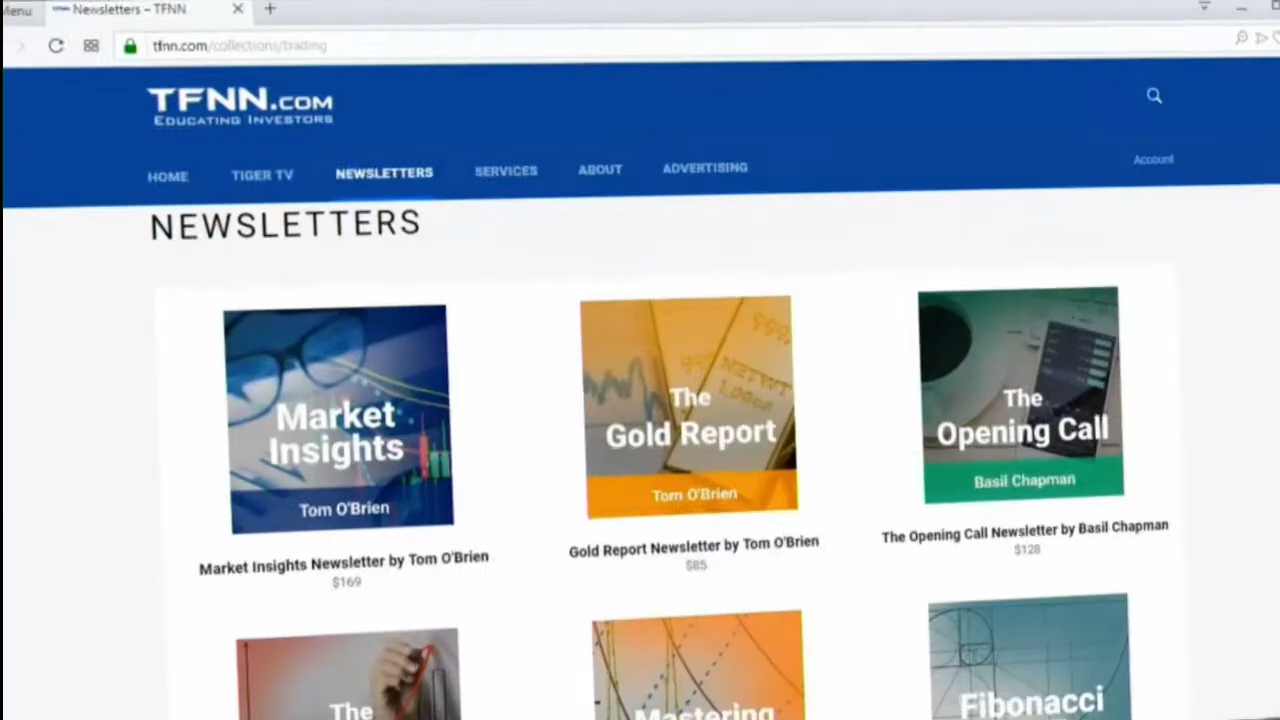 Menu
Newsletters – TFNN
tfnn.com/collections/trading
TFNN.COM
EDUCATING INVESTORS
HOME
TIGER TV
NEWSLETTERS
SERVICES
ABOUT
ADVERTISING
Account
NEWSLETTERS
Market
Insights
Tom O'Brien
Market Insights Newsletter by Tom O'Brien
$169
The
Gold Report
Tom O'Brien
Gold Report Newsletter by Tom O'Brien
$85
The
Opening Call
Basil Chapman
The Opening Call Newsletter by Basil Chapman
$128
The
Mastering
Fibonacci